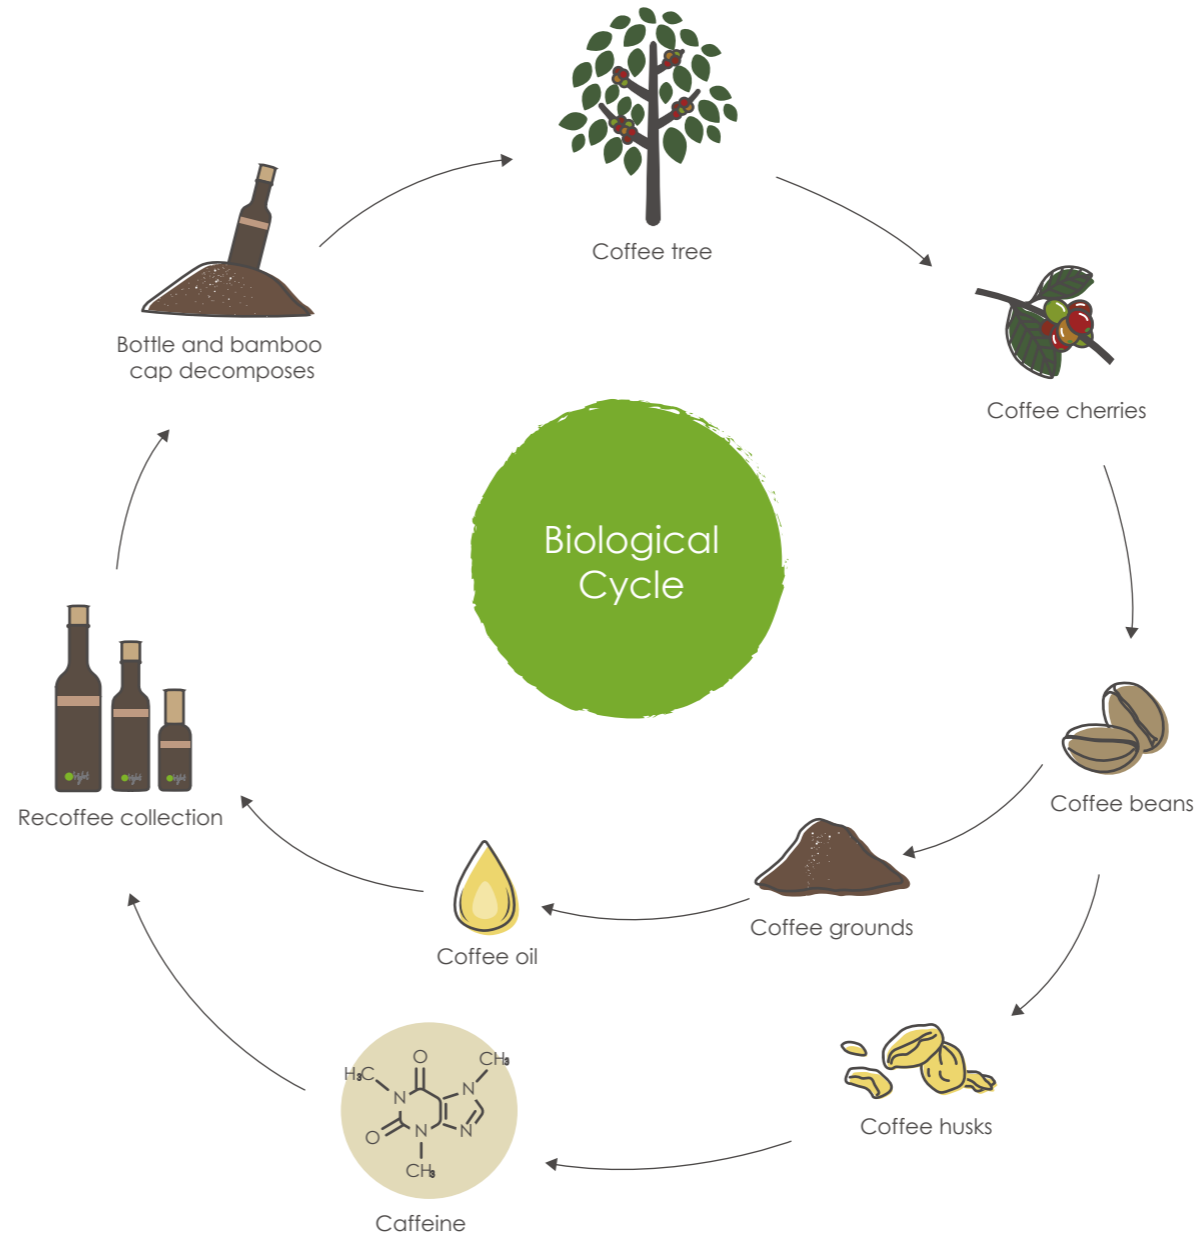 Coffee tree
Coffee cherries
Bottle and bamboo
cap decomposes
Biological
Cycle
Coffee beans
Recoffee collection
Coffee grounds
Coffee oil
Coffee husks
O
CH₃
H₃C
N
N
O
N
N
CH₃
Caffeine